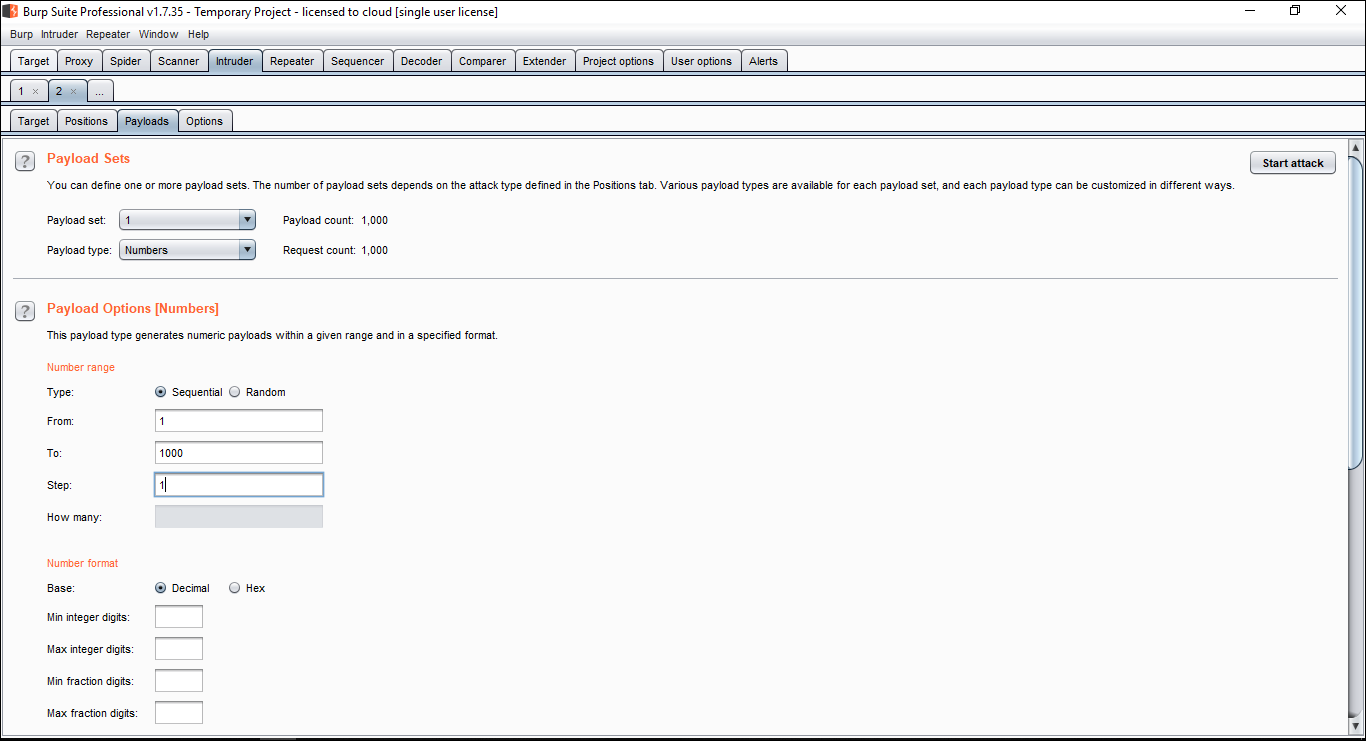 Burp Suite Professional v1.7.35 - Temporary Project - licensed to cloud [single user license]
Burp Intruder Repeater Window Help
Target Proxy Spider Scanner Intruder Repeater Sequencer Decoder Comparer Extender Project options User options Alerts
1 × 2 × ...
Target Positions Payloads Options
? Payload Sets Start attack
You can define one or more payload sets. The number of payload sets depends on the attack type defined in the Positions tab. Various payload types are available for each payload set, and each payload type can be customized in different ways.
Payload set: 1 Payload count: 1,000
Payload type: Numbers Request count: 1,000
? Payload Options [Numbers]
This payload type generates numeric payloads within a given range and in a specified format.
Number range
Type: Sequential Random
From: 1
To: 1000
Step: 1
How many:
Number format
Base: Decimal Hex
Min integer digits:
Max integer digits:
Min fraction digits:
Max fraction digits: